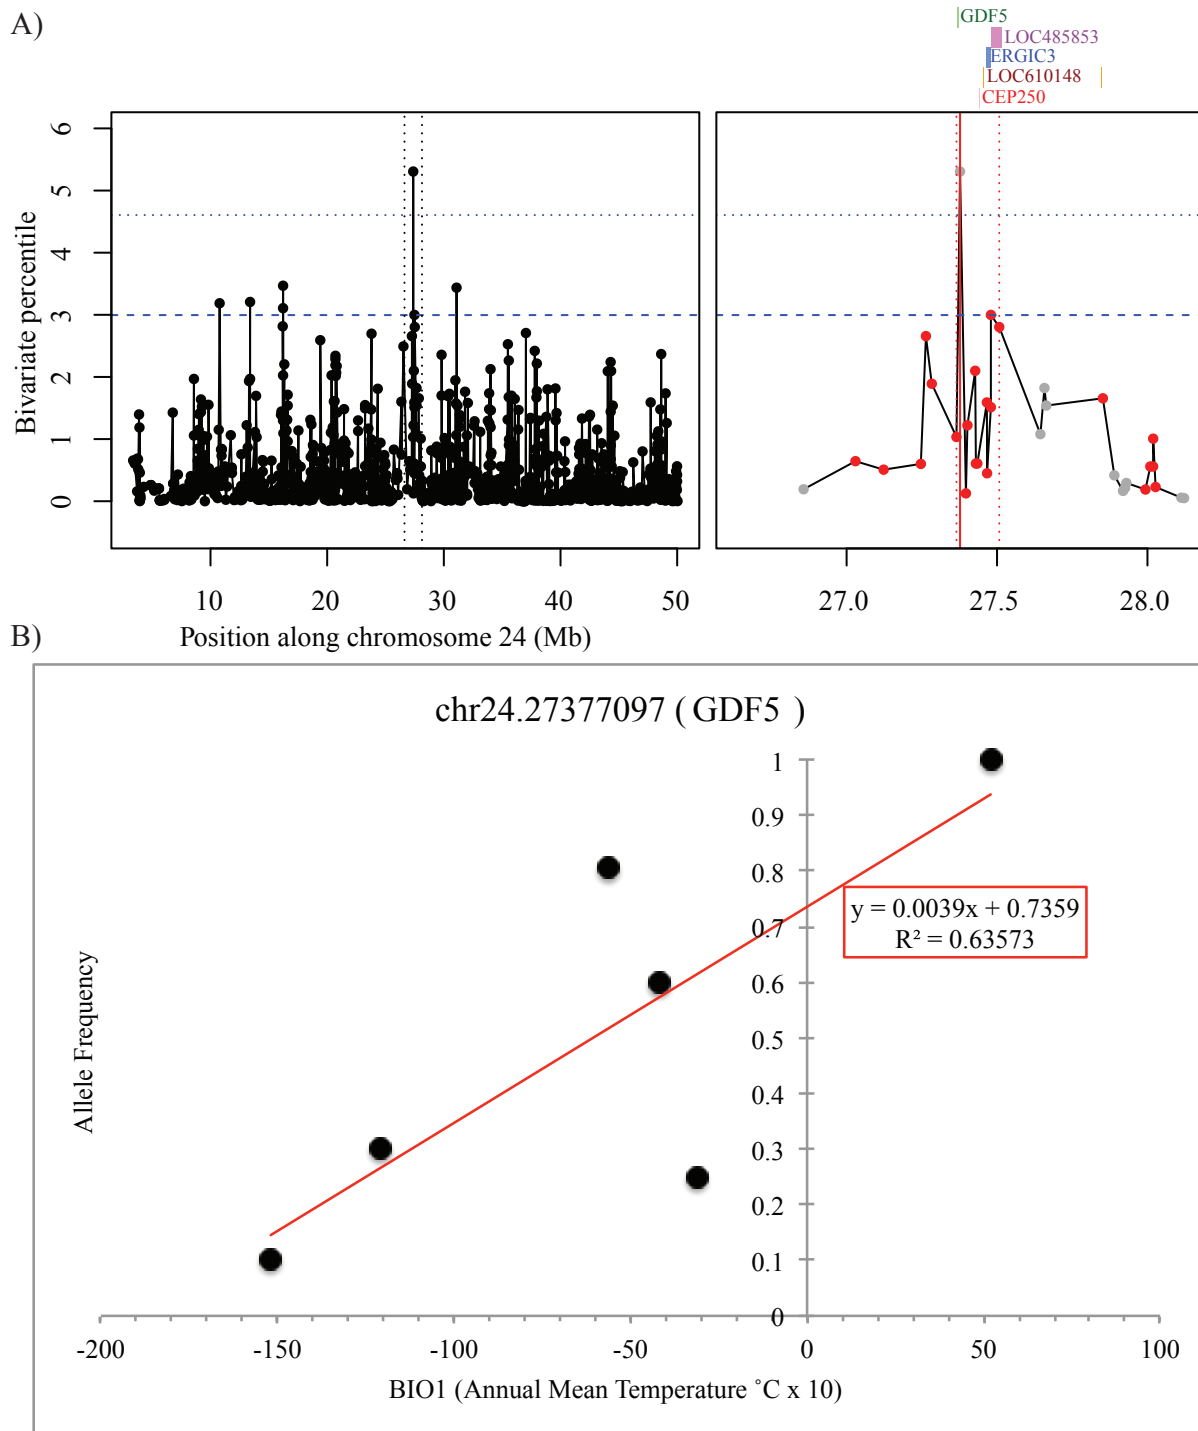 A)
GDF5
LOC485853
ERGIC3
LOC610148
CEP250
Bivariate percentile
6
5
4
3
2
1
0
10 20 30 40 50
27.0 27.5 28.0
Position along chromosome 24 (Mb)
B)
chr24.27377097 ( GDF5 )
Allele Frequency
1
0.9
0.8
0.7
0.6
0.5
0.4
0.3
0.2
0.1
0
y = 0.0039x + 0.7359
R² = 0.63573
-200 -150 -100 -50 0 50 100
BIO1 (Annual Mean Temperature ˚C x 10)